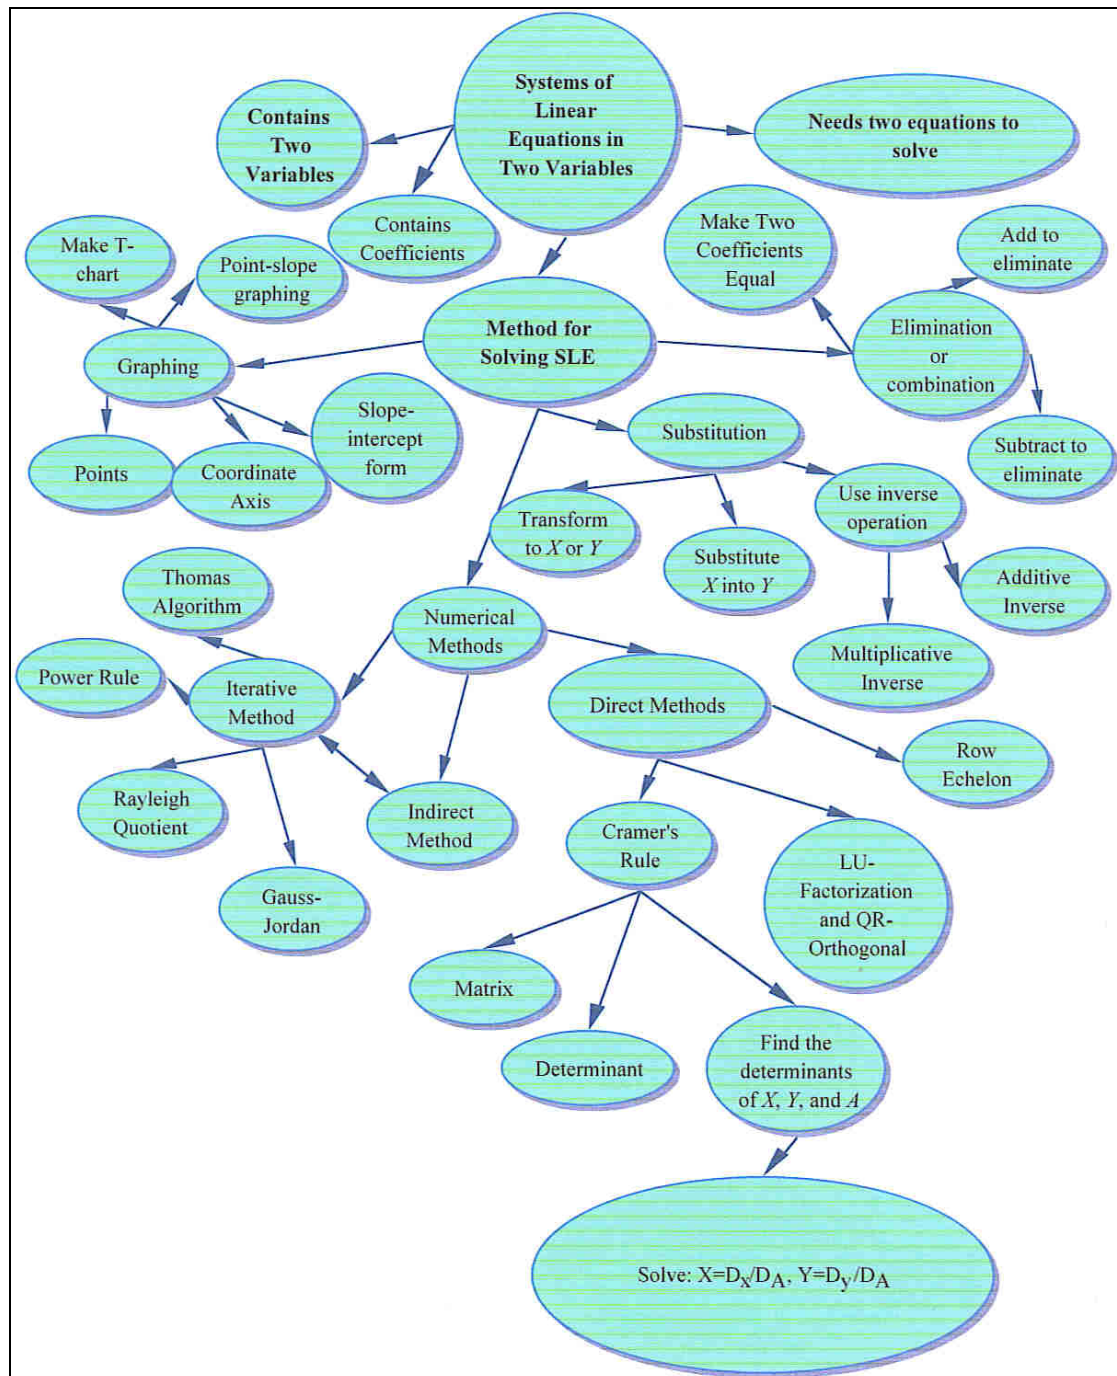 Systems of
Linear
Equations in
Two Variables
Contains
Two
Variables
Needs two equations to
solve
Contains
Coefficients
Make Two
Coefficients
Equal
Add to
eliminate
Make T-
chart
Point-slope
graphing
Method for
Solving SLE
Elimination
or
combination
Graphing
Slope-
intercept
form
Substitution
Subtract to
eliminate
Points
Coordinate
Axis
Transform
to X or Y
Substitute
X into Y
Use inverse
operation
Additive
Inverse
Multiplicative
Inverse
Thomas
Algorithm
Numerical
Methods
Power Rule
Iterative
Method
Direct Methods
Row
Echelon
Rayleigh
Quotient
Indirect
Method
Cramer's
Rule
LU-
Factorization
and QR-
Orthogonal
Gauss-
Jordan
Matrix
Determinant
Find the
determinants
of X, Y, and A
Solve: X=Dx/DA, Y=Dy/DA